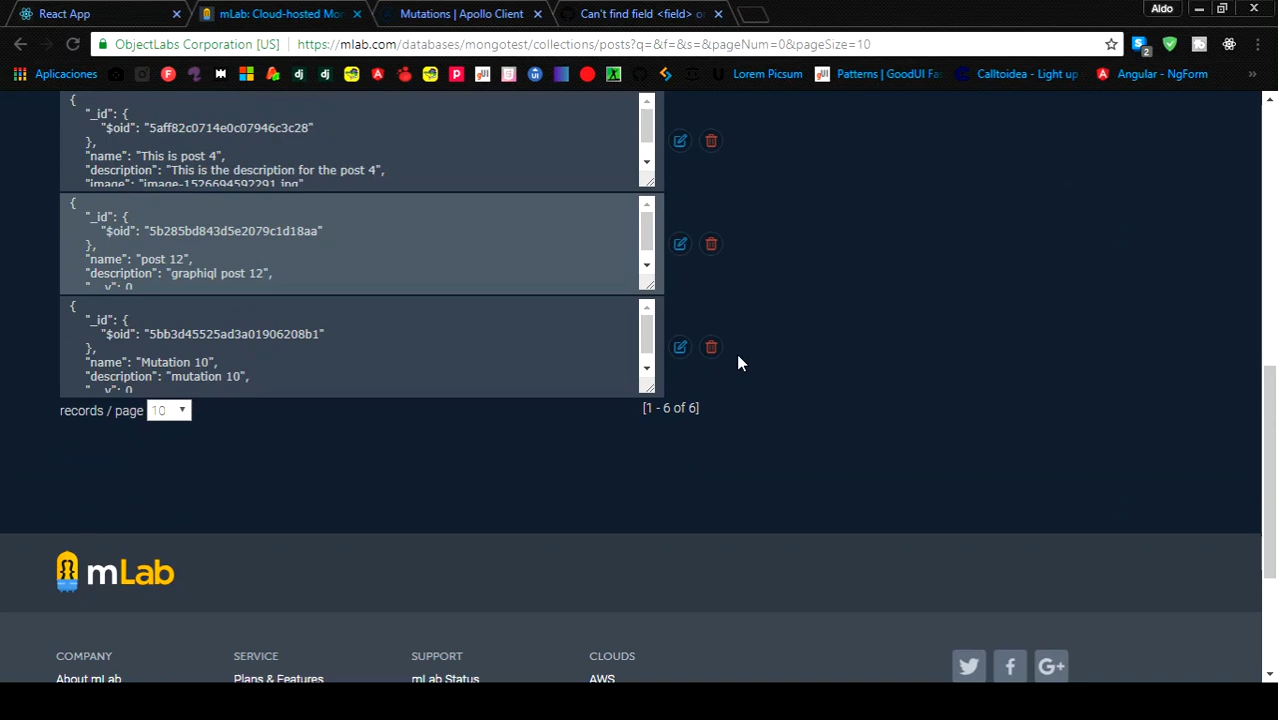 React App
mLab: Cloud-hosted Mon
Mutations | Apollo Client
Can't find field <field> on
Aldo
ObjectLabs Corporation [US]
https://mlab.com/databases/mongotest/collections/posts?q=&f=&s=&pageNum=0&pageSize=10
2
Aplicaciones
Lorem Picsum
Patterns | GoodUI Fas
Calltoidea - Light up
Angular - NgForm
{
"_id": {
"$oid": "5aff82c0714e0c07946c3c28"
},
"name": "This is post 4",
"description": "This is the description for the post 4",
"image": "image-1526694592291.jpg"
{
"_id": {
"$oid": "5b285bd843d5e2079c1d18aa"
},
"name": "post 12",
"description": "graphiql post 12",
"__v": 0
{
"_id": {
"$oid": "5bb3d45525ad3a01906208b1"
},
"name": "Mutation 10",
"description": "mutation 10",
"__v": 0
records / page 10
[1 - 6 of 6]
mLab
COMPANY
SERVICE
SUPPORT
CLOUDS
About mLab
Plans & Features
mLab Status
AWS